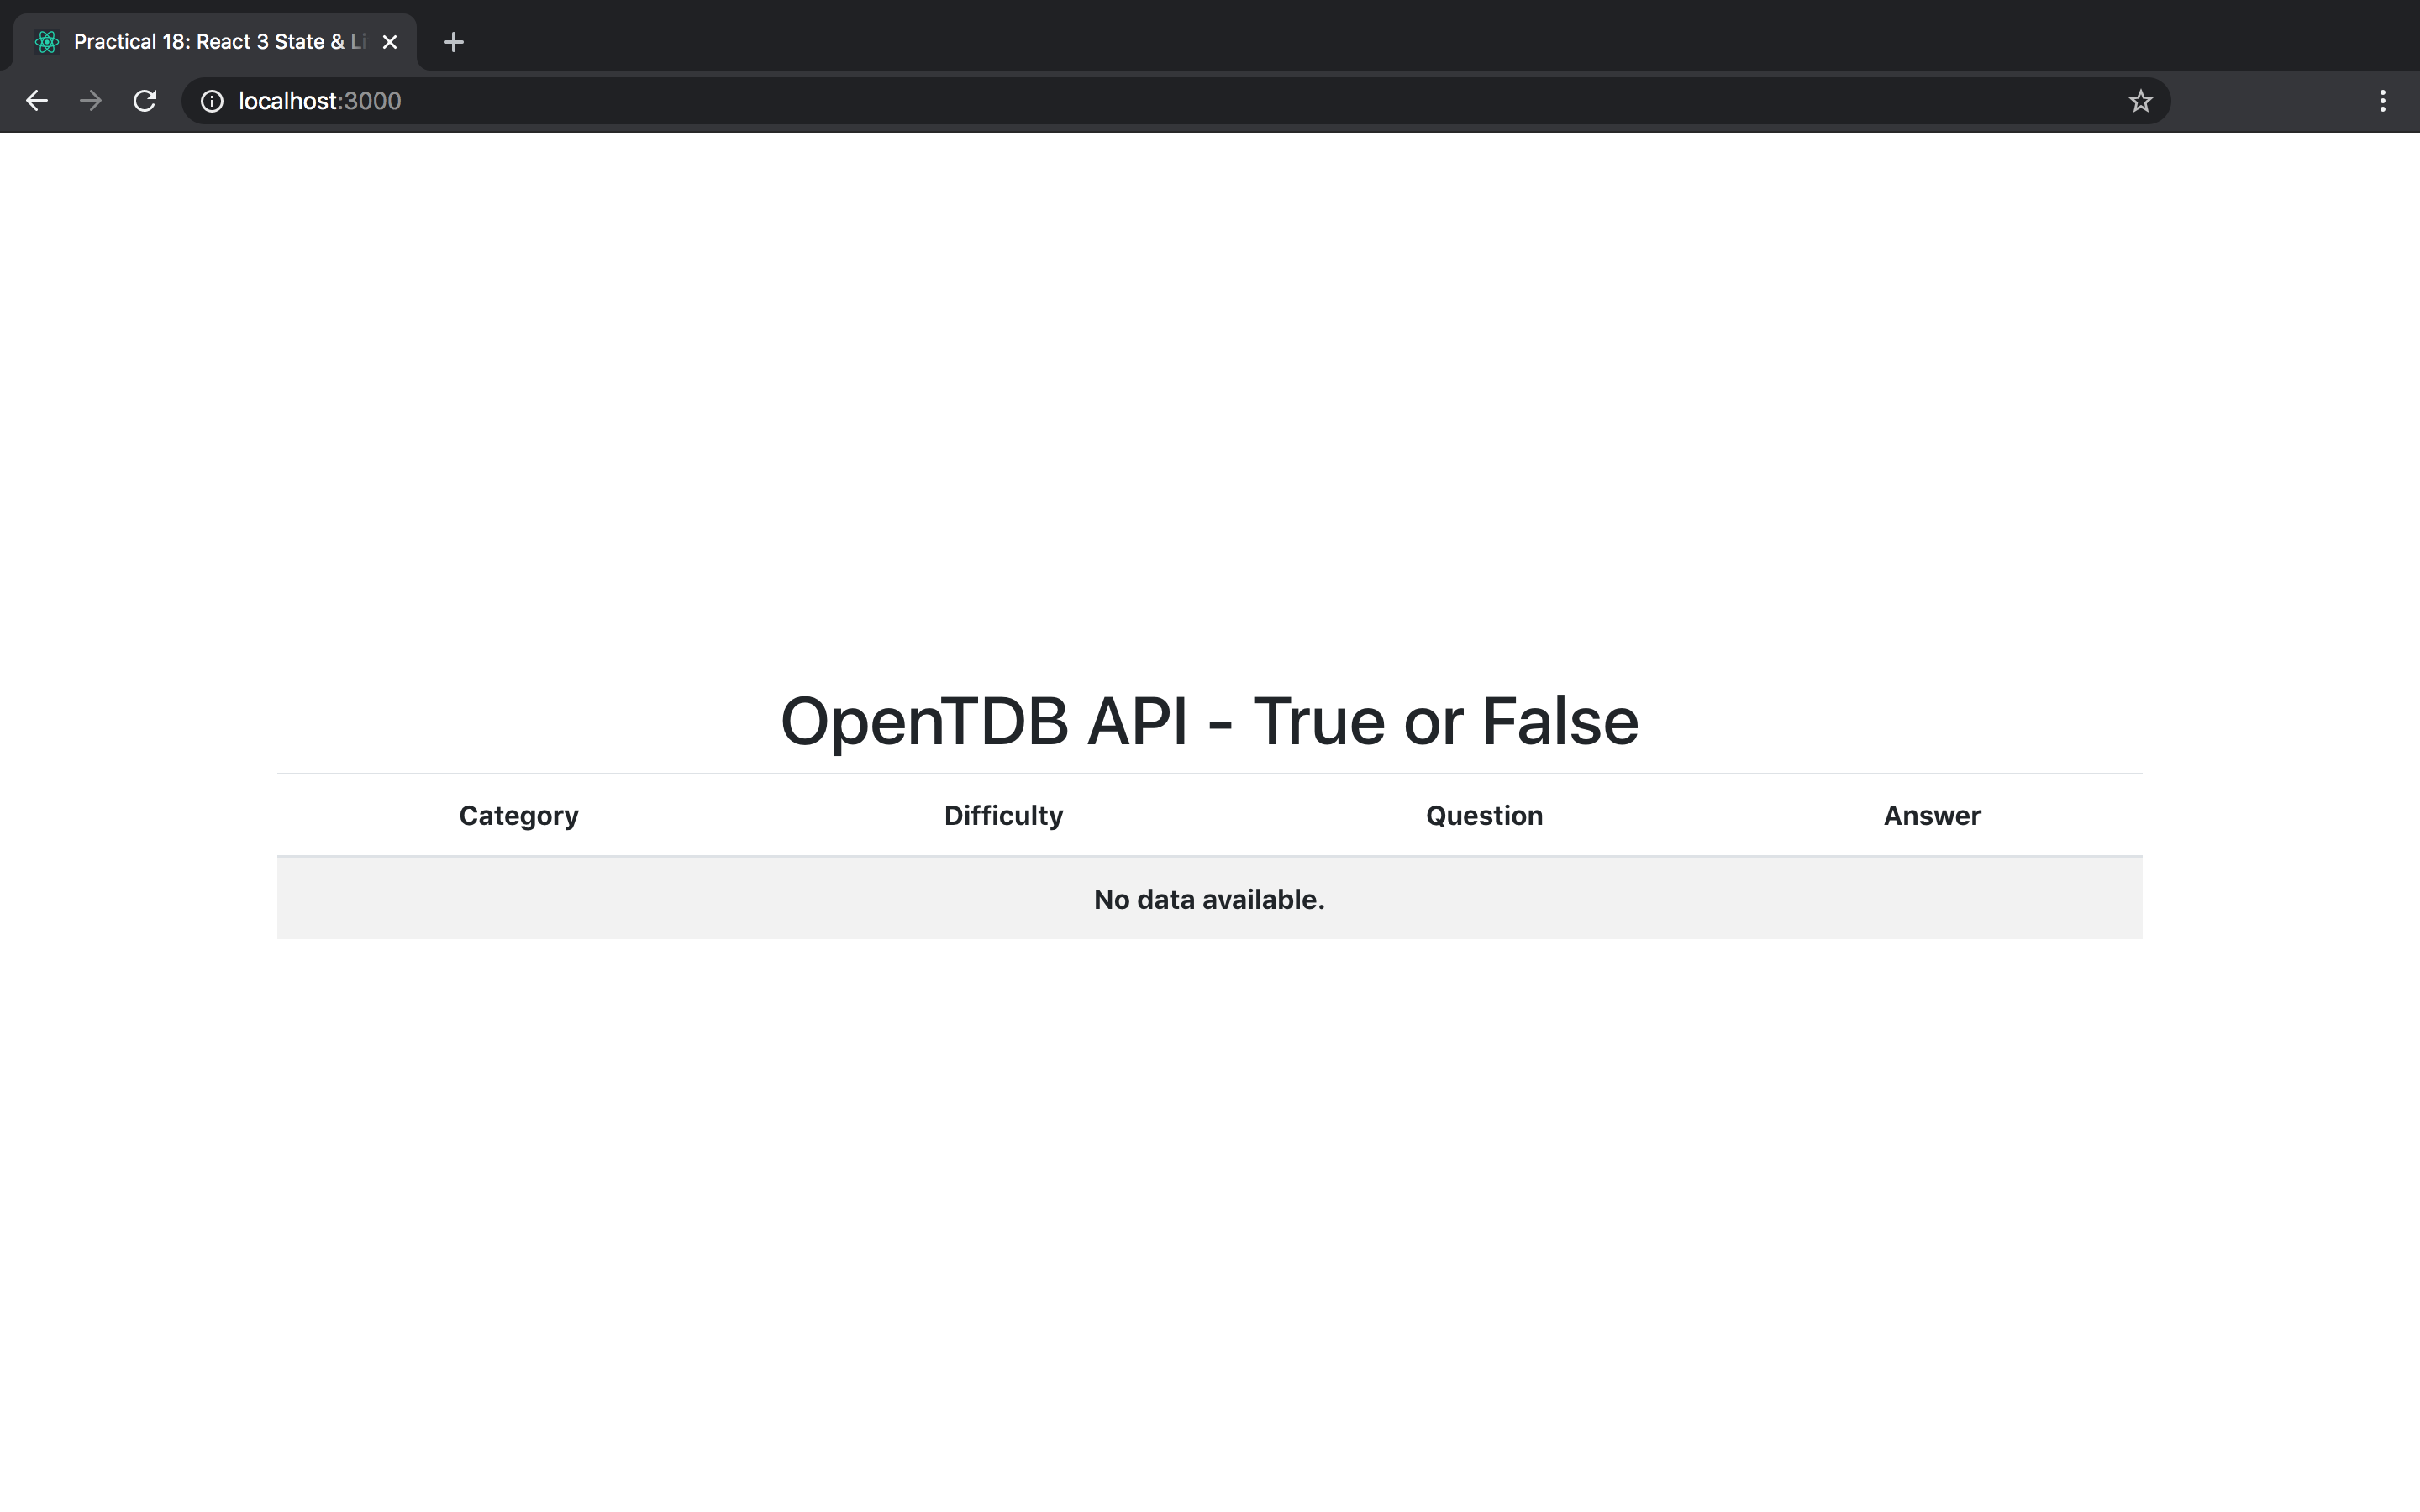 Practical 18: React 3 State & Li
localhost:3000
OpenTDB API - True or False
Category Difficulty Question Answer
No data available.